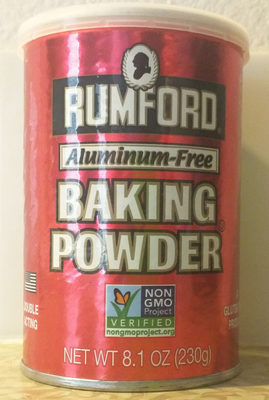 RUMFORD
Aluminum-Free
BAKING
POWDER
NON
GMO
Project
VERIFIED
nongmoproject.org
NET WT 8.1 OZ (230g)